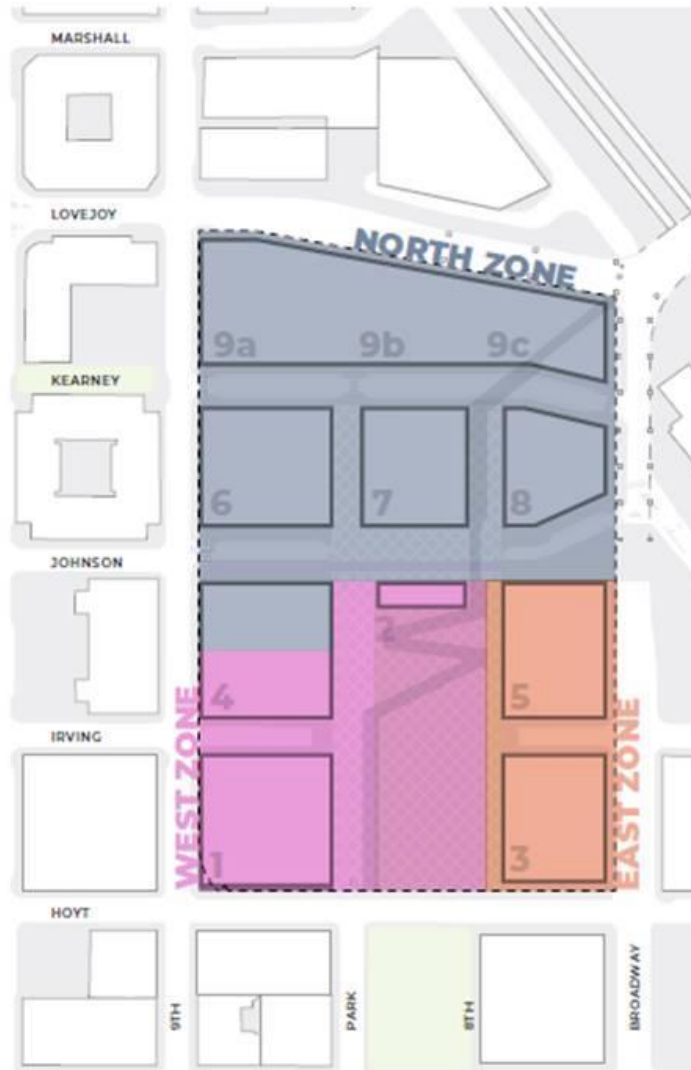 MARSHALL
LOVEJOY
NORTH ZONE
9a 9b 9c
KEARNEY
6 7 8
JOHNSON
2
4 5
WEST ZONE
EAST ZONE
IRVING
1 3
HOYT
9TH
PARK
8TH
BROADWAY